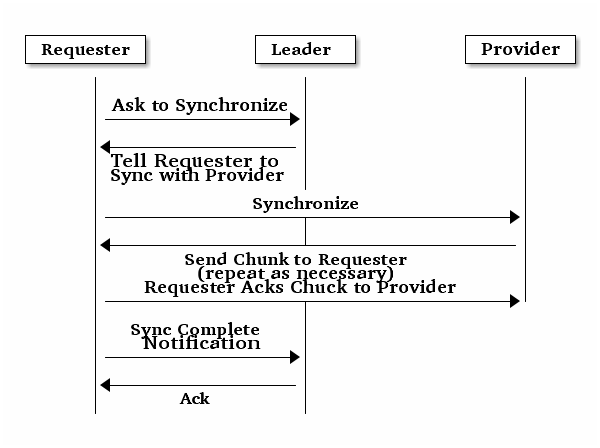 Requester
Leader
Provider
Ask to Synchronize
Tell Requester to
Sync with Provider
Synchronize
Send Chunk to Requester
(repeat as necessary)
Requester Acks Chuck to Provider
Sync Complete
Notification
Ack